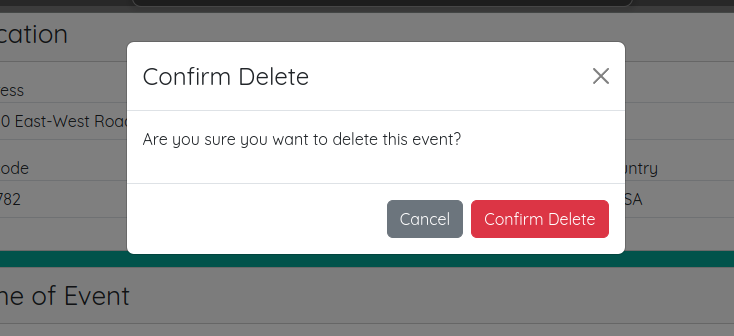 cation
Confirm Delete
ess
0 East-West Road
Are you sure you want to delete this event?
ode
untry
782
SA
Cancel
Confirm Delete
ne of Event